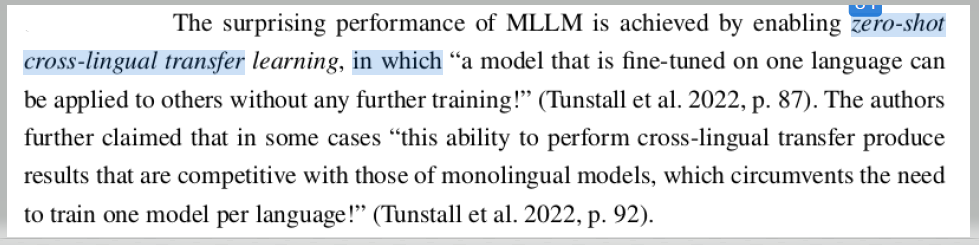 The surprising performance of MLLM is achieved by enabling zero-shot
cross-lingual transfer learning, in which “a model that is fine-tuned on one language can
be applied to others without any further training!” (Tunstall et al. 2022, p. 87). The authors
further claimed that in some cases “this ability to perform cross-lingual transfer produce
results that are competitive with those of monolingual models, which circumvents the need
to train one model per language!” (Tunstall et al. 2022, p. 92).